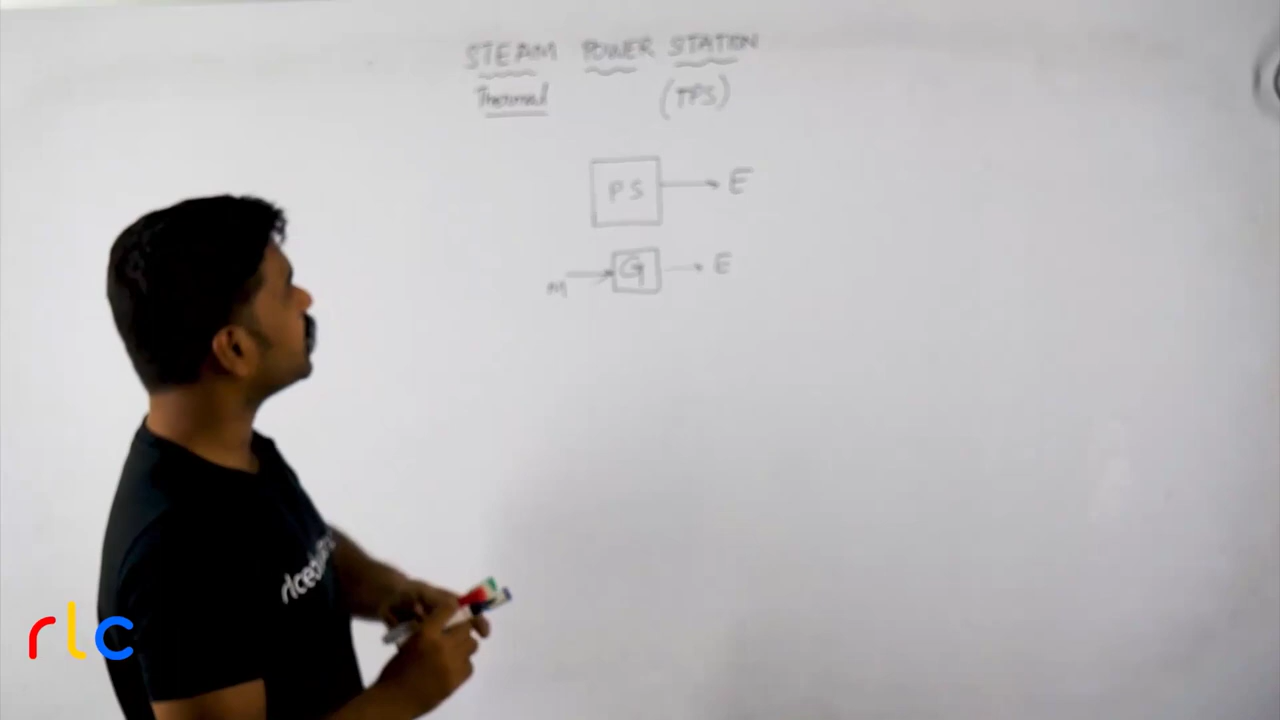 STEAM POWER STATION
Thermal (TPS)
PS E
M G E
rlc